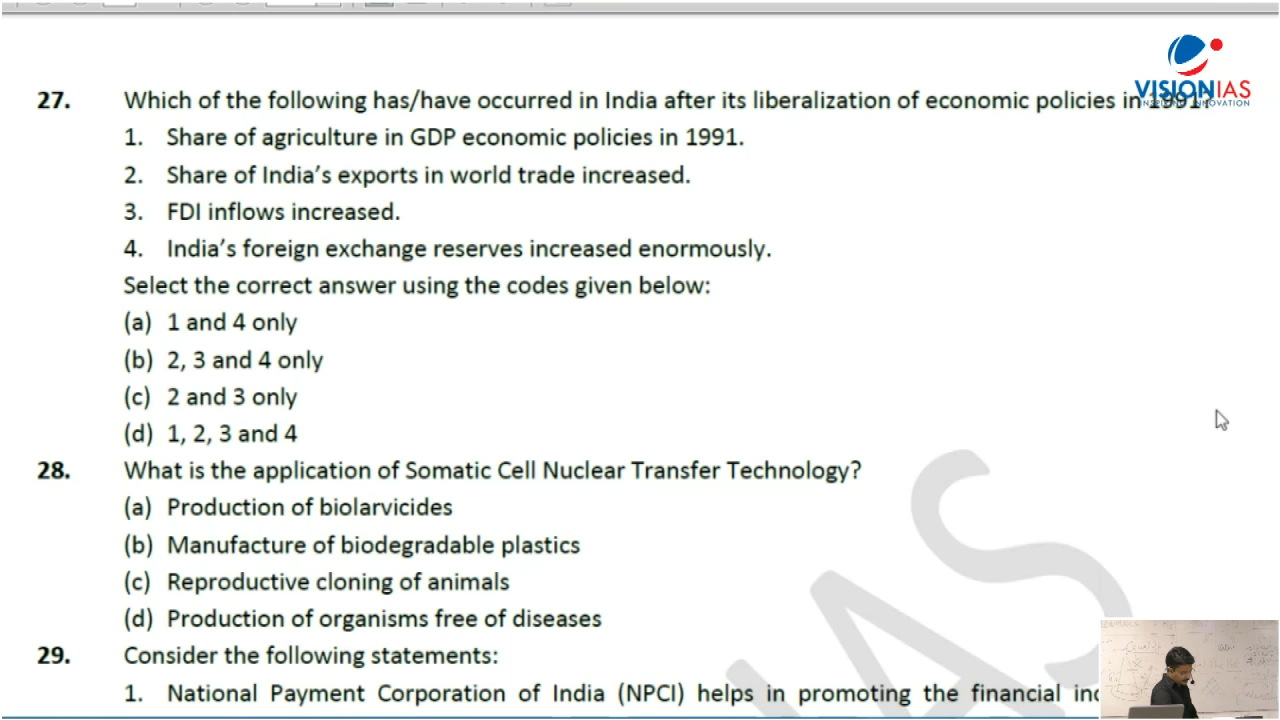 VISIONIAS
INSPIRING INNOVATION
27. Which of the following has/have occurred in India after its liberalization of economic policies in 1991?
1. Share of agriculture in GDP economic policies in 1991.
2. Share of India's exports in world trade increased.
3. FDI inflows increased.
4. India's foreign exchange reserves increased enormously.
Select the correct answer using the codes given below:
(a) 1 and 4 only
(b) 2, 3 and 4 only
(c) 2 and 3 only
(d) 1, 2, 3 and 4
28. What is the application of Somatic Cell Nuclear Transfer Technology?
(a) Production of biolarvicides
(b) Manufacture of biodegradable plastics
(c) Reproductive cloning of animals
(d) Production of organisms free of diseases
29. Consider the following statements:
1. National Payment Corporation of India (NPCI) helps in promoting the financial